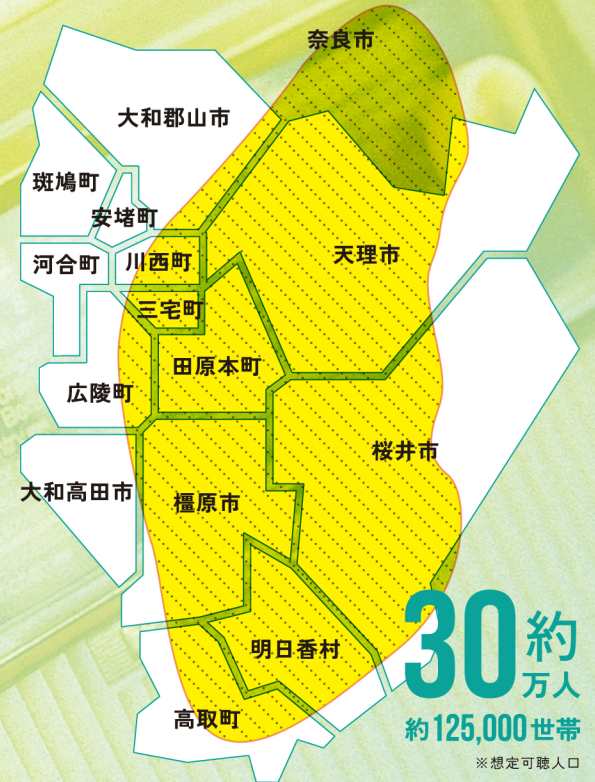 奈良市
大和郡山市
斑鳩町
安堵町
河合町
川西町
天理市
三宅町
田原本町
広陵町
桜井市
大和高田市
橿原市
明日香村
高取町
約30万人
約125,000世帯
※想定可聴人口